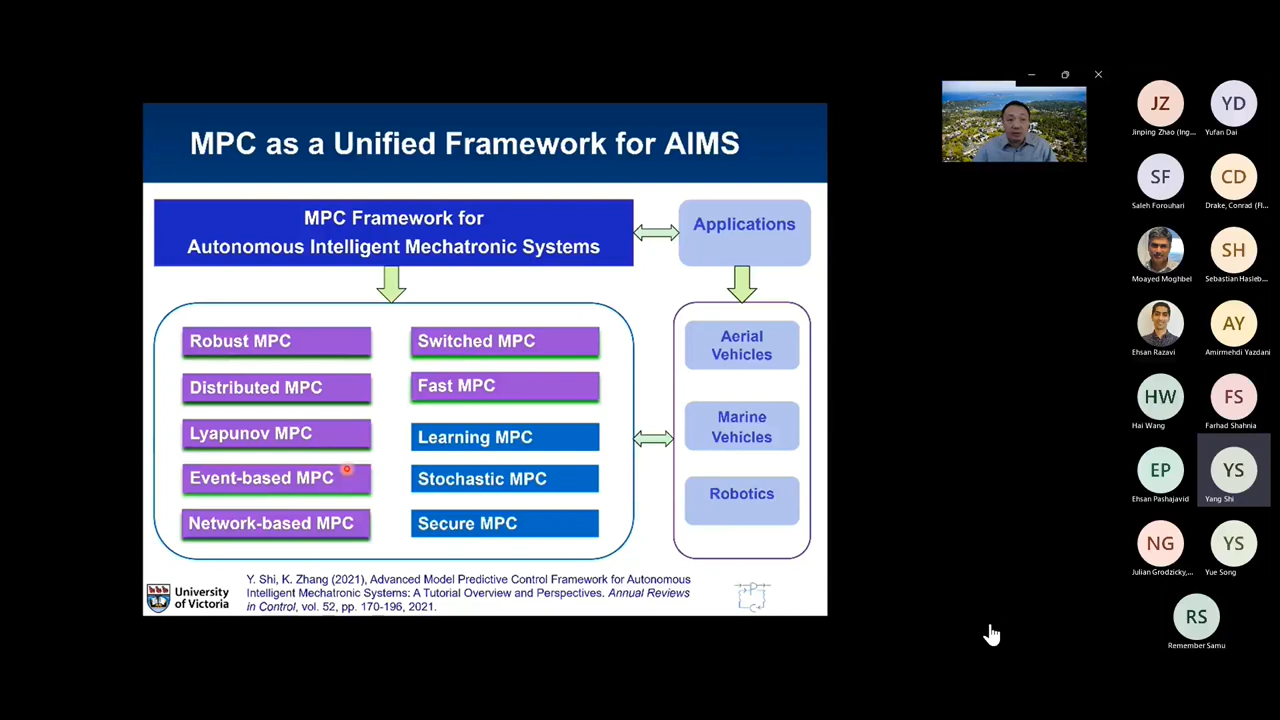 MPC as a Unified Framework for AIMS
MPC Framework for
Autonomous Intelligent Mechatronic Systems
Applications
Robust MPC
Distributed MPC
Lyapunov MPC
Event-based MPC
Network-based MPC
Switched MPC
Fast MPC
Learning MPC
Stochastic MPC
Secure MPC
Aerial
Vehicles
Marine
Vehicles
Robotics
University
of Victoria
Y. Shi, K. Zhang (2021), Advanced Model Predictive Control Framework for Autonomous
Intelligent Mechatronic Systems: A Tutorial Overview and Perspectives. Annual Reviews
in Control, vol. 52, pp. 170-196, 2021.
JZ
Jinping Zhao (Ing...
YD
Yufan Dai
SF
Saleh Forouhari
CD
Drake, Conrad (Fl...
Moayed Moghbel
SH
Sebastian Hasleb...
Ehsan Razavi
AY
Amirmehdi Yazdani
HW
Hai Wang
FS
Farhad Shahnia
EP
Ehsan Pashajavid
YS
Yang Shi
NG
Julian Grodzicky,...
YS
Yue Song
RS
Remember Samu